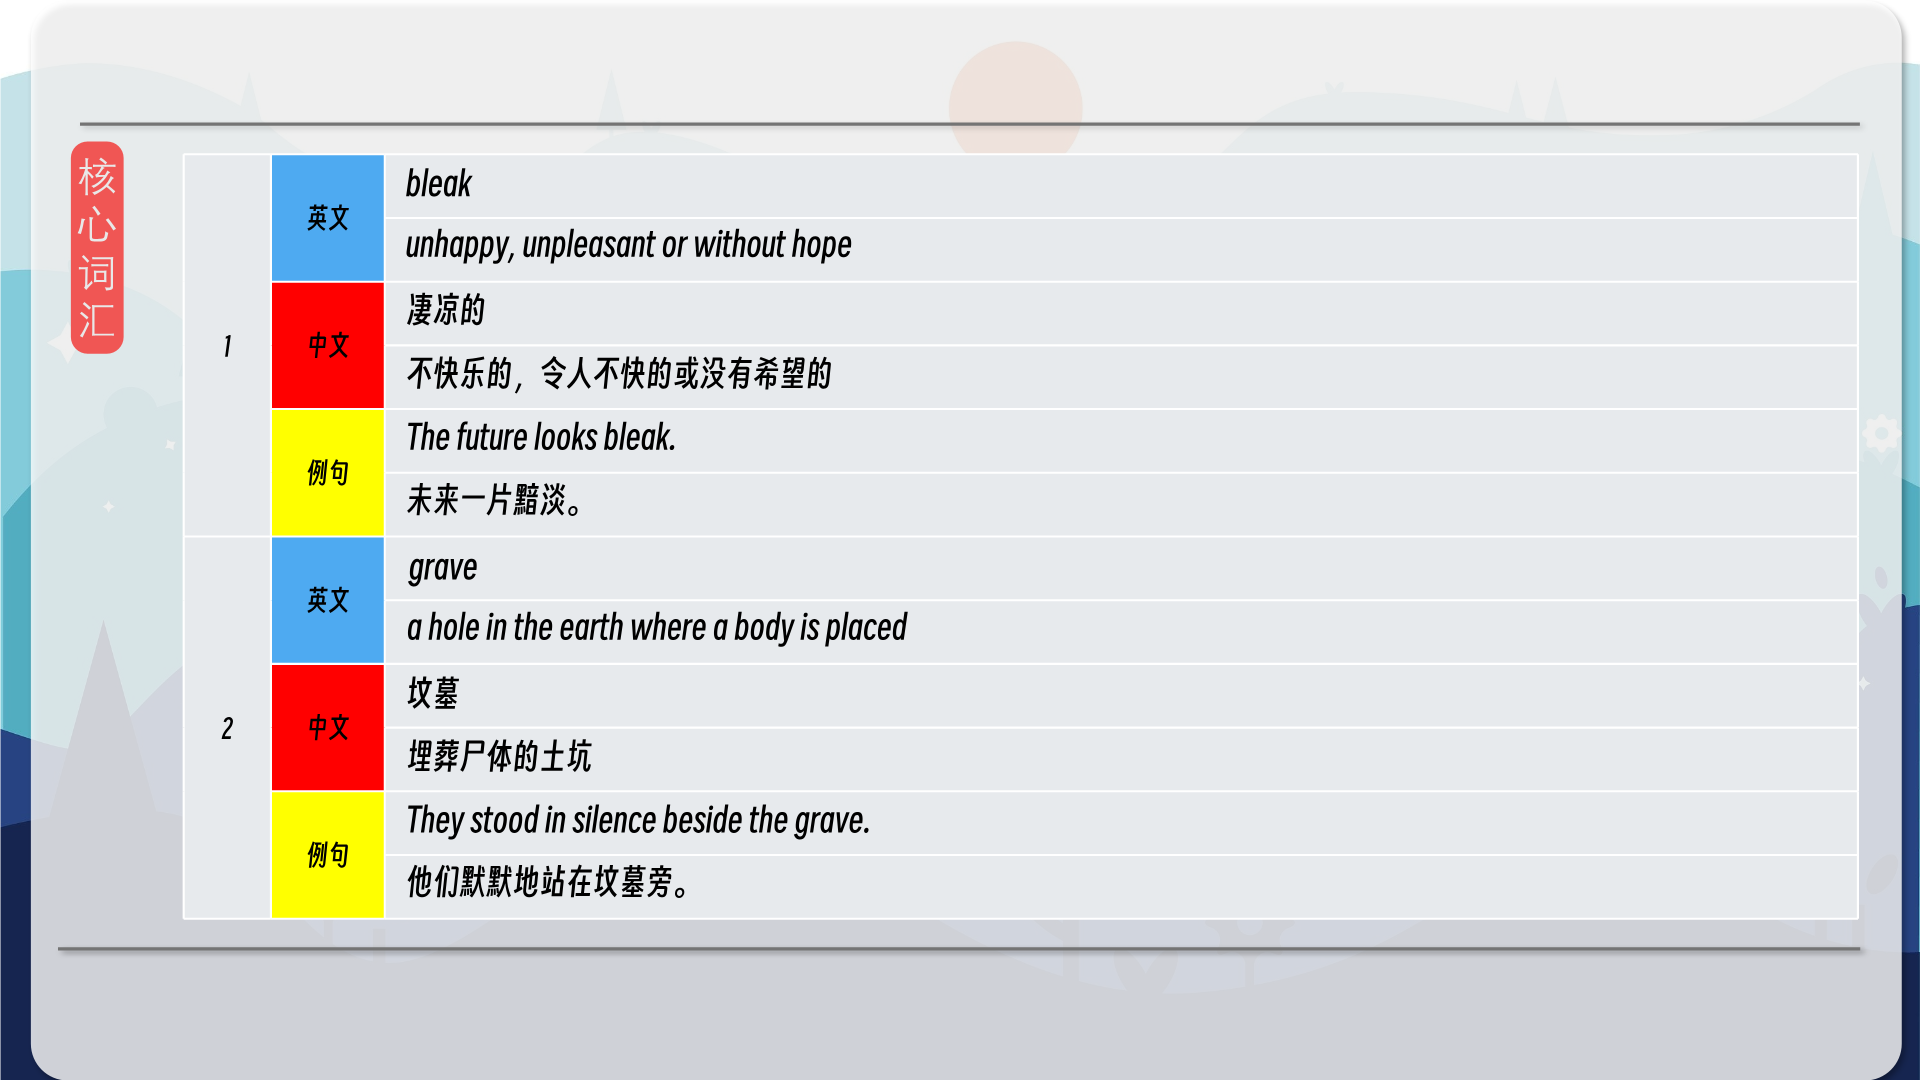 核心词汇
1
英文
bleak
unhappy, unpleasant or without hope
中文
凄凉的
不快乐的，令人不快的或没有希望的
例句
The future looks bleak.
未来一片黯淡。
2
英文
grave
a hole in the earth where a body is placed
中文
坟墓
埋葬尸体的土坑
例句
They stood in silence beside the grave.
他们默默地站在坟墓旁。